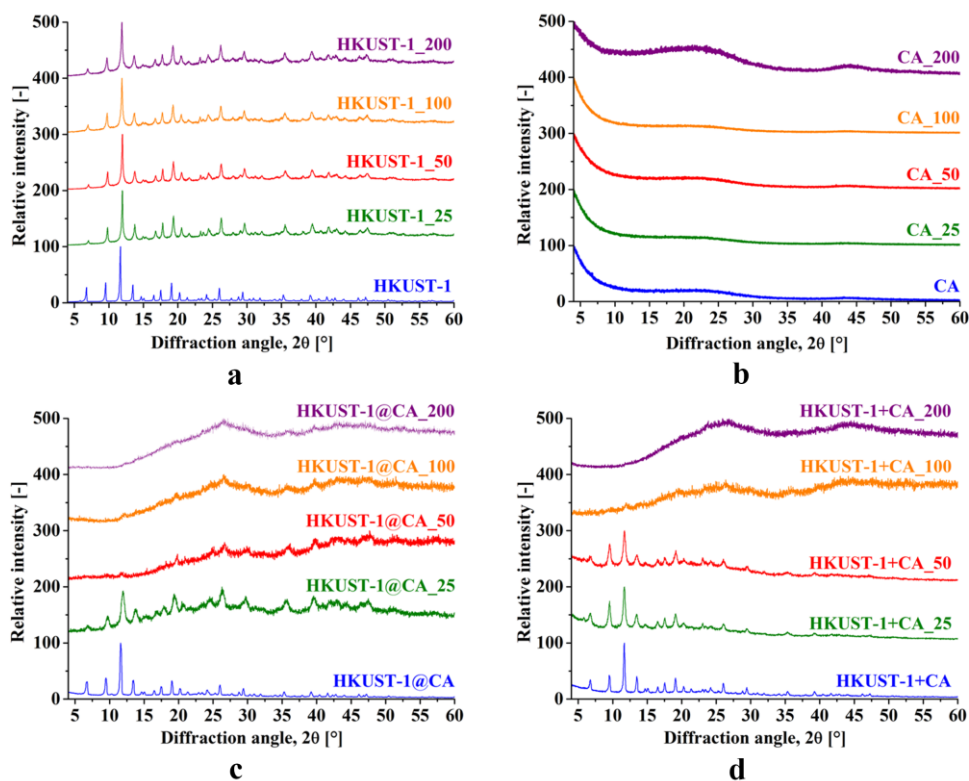 500
400
300
200
100
0
Relative intensity [-]
HKUST-1_200
HKUST-1_100
HKUST-1_50
HKUST-1_25
HKUST-1
5 10 15 20 25 30 35 40 45 50 55 60
Diffraction angle, 2θ [°]
a
500
400
300
200
100
0
Relative intensity [-]
CA_200
CA_100
CA_50
CA_25
CA
5 10 15 20 25 30 35 40 45 50 55 60
Diffraction angle, 2θ [°]
b
500
400
300
200
100
0
Relative intensity [-]
HKUST-1@CA_200
HKUST-1@CA_100
HKUST-1@CA_50
HKUST-1@CA_25
HKUST-1@CA
5 10 15 20 25 30 35 40 45 50 55 60
Diffraction angle, 2θ [°]
c
500
400
300
200
100
0
Relative intensity [-]
HKUST-1+CA_200
HKUST-1+CA_100
HKUST-1+CA_50
HKUST-1+CA_25
HKUST-1+CA
5 10 15 20 25 30 35 40 45 50 55 60
Diffraction angle, 2θ [°]
d